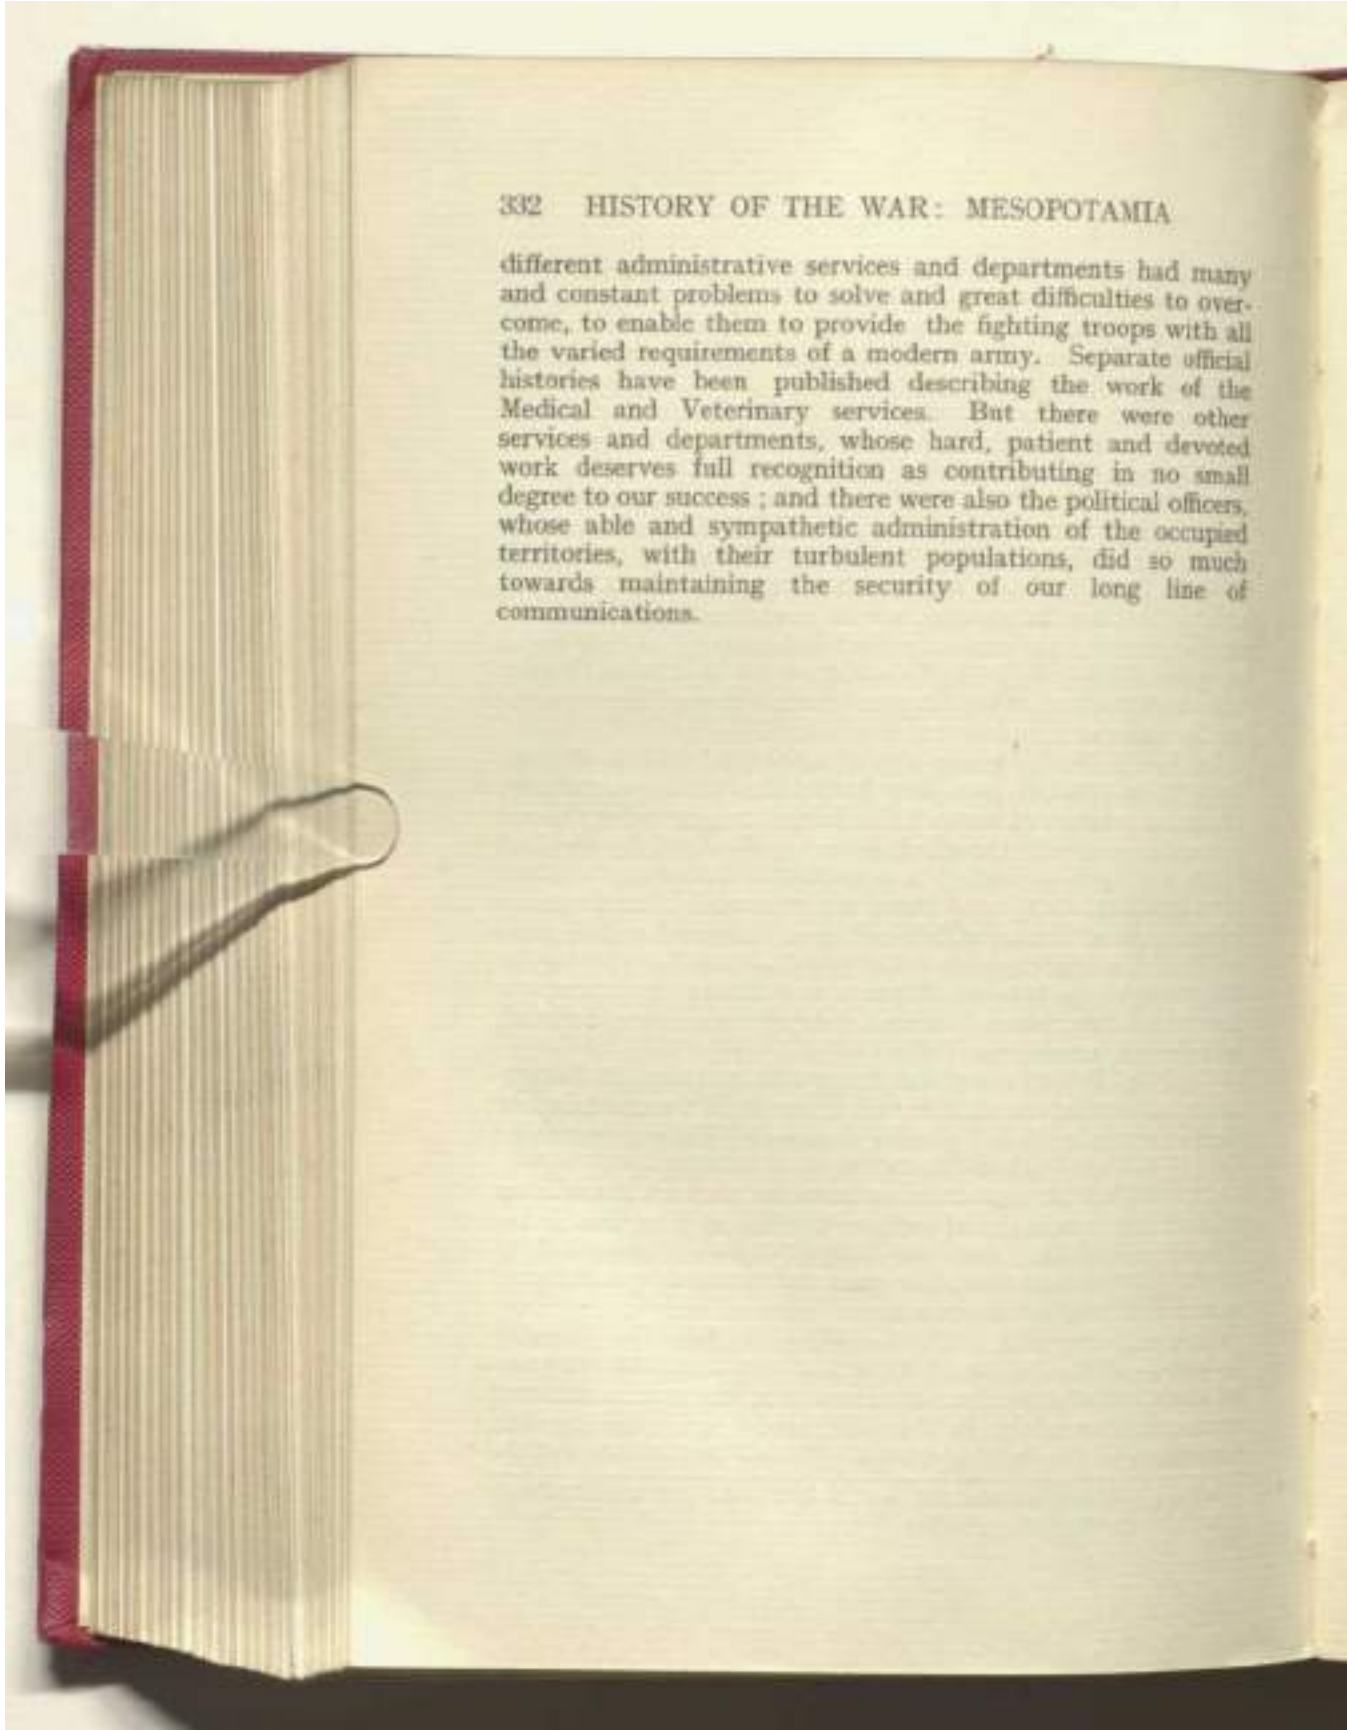 332 HISTORY OF THE WAR: MESOPOTAMIA
different administrative services and departments had many
and constant problems to solve and great difficulties to over-
come, to enable them to provide the fighting troops with all
the varied requirements of a modern army. Separate official
histories have been published describing the work of the
Medical and Veterinary services. But there were other
services and departments, whose hard, patient and devoted
work deserves full recognition as contributing in no small
degree to our success ; and there were also the political officers,
whose able and sympathetic administration of the occupied
territories, with their turbulent populations, did so much
towards maintaining the security of our long line of
communications.